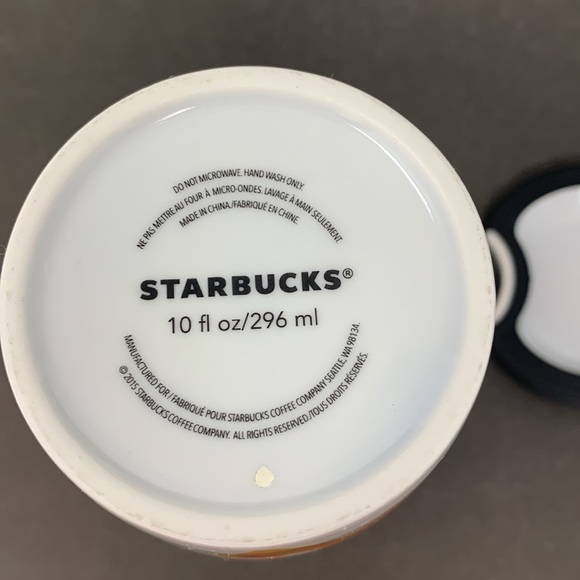 DO NOT MICROWAVE. HAND WASH ONLY.
NE PAS METTRE AU FOUR À MICRO-ONDES. LAVAGE À MAIN SEULEMENT.
MADE IN CHINA./FABRIQUÉ EN CHINE.
STARBUCKS®
10 fl oz/296 ml
MANUFACTURED FOR / FABRIQUÉ POUR STARBUCKS COFFEE COMPANY SEATTLE, WA 98134.
© 2015 STARBUCKS COFFEE COMPANY. ALL RIGHTS RESERVED./TOUS DROITS RÉSERVÉS.